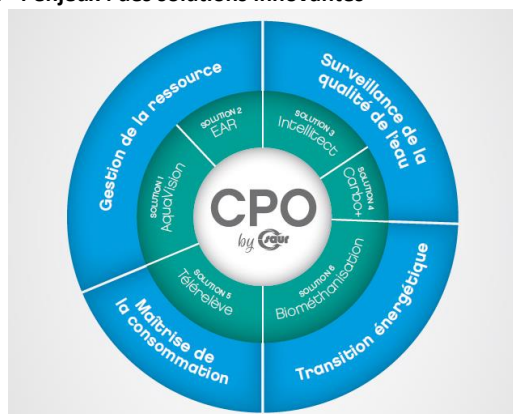 enjeux : des solutions innovantes
Gestion de la ressource
Surveillance de la
qualité de l'eau
SOLUTION 1
AquaVision
SOLUTION 2
EAR
SOLUTION 3
Intellitect
SOLUTION 4
Carbo+
CPO
by saur
SOLUTION 5
Télérelève
SOLUTION 6
Biométhanisation
Maîtrise de
la consommation
Transition énergétique